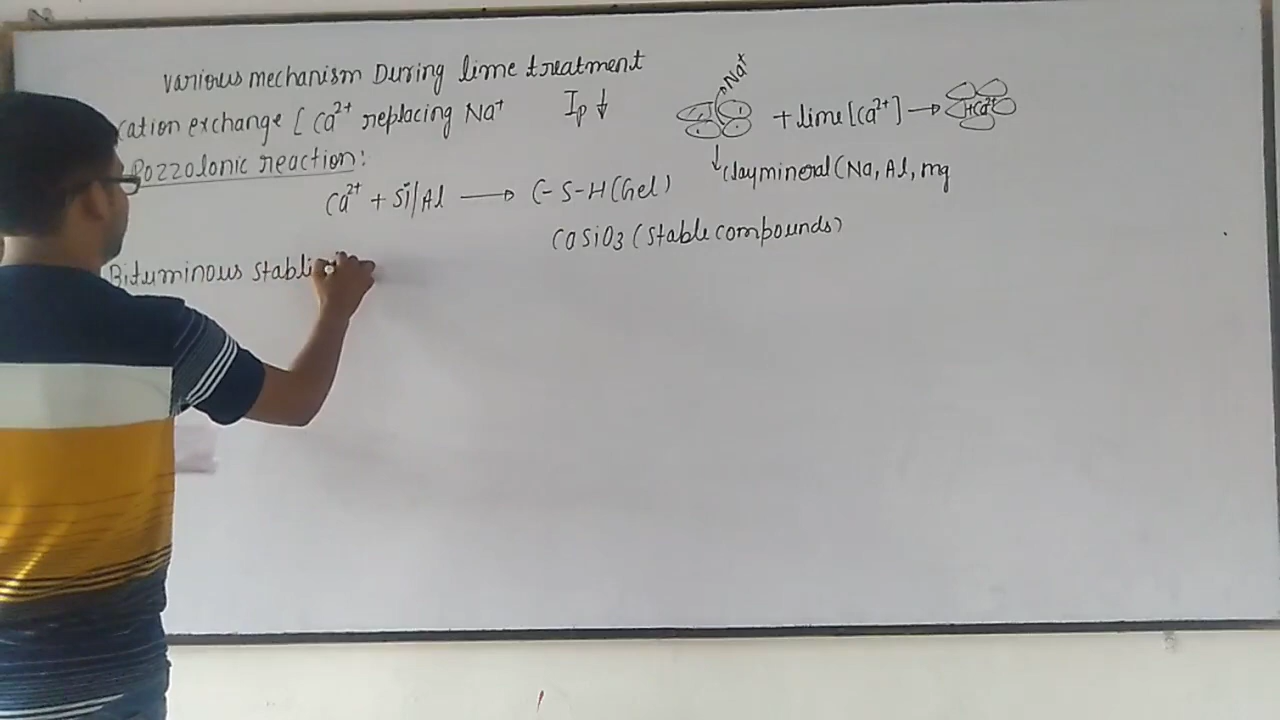 various mechanism During lime treatment
cation exchange [ Ca²⁺ replacing Na⁺ Ip ↓
Na⁺
+ lime [Ca²⁺] →
Ca²⁺
↓ Clay mineral (Na, Al, mg
Pozzolonic reaction:
Ca²⁺ + Si/Al → C-S-H (Gel)
CaSiO3 (stable compounds)
Bituminous stabli